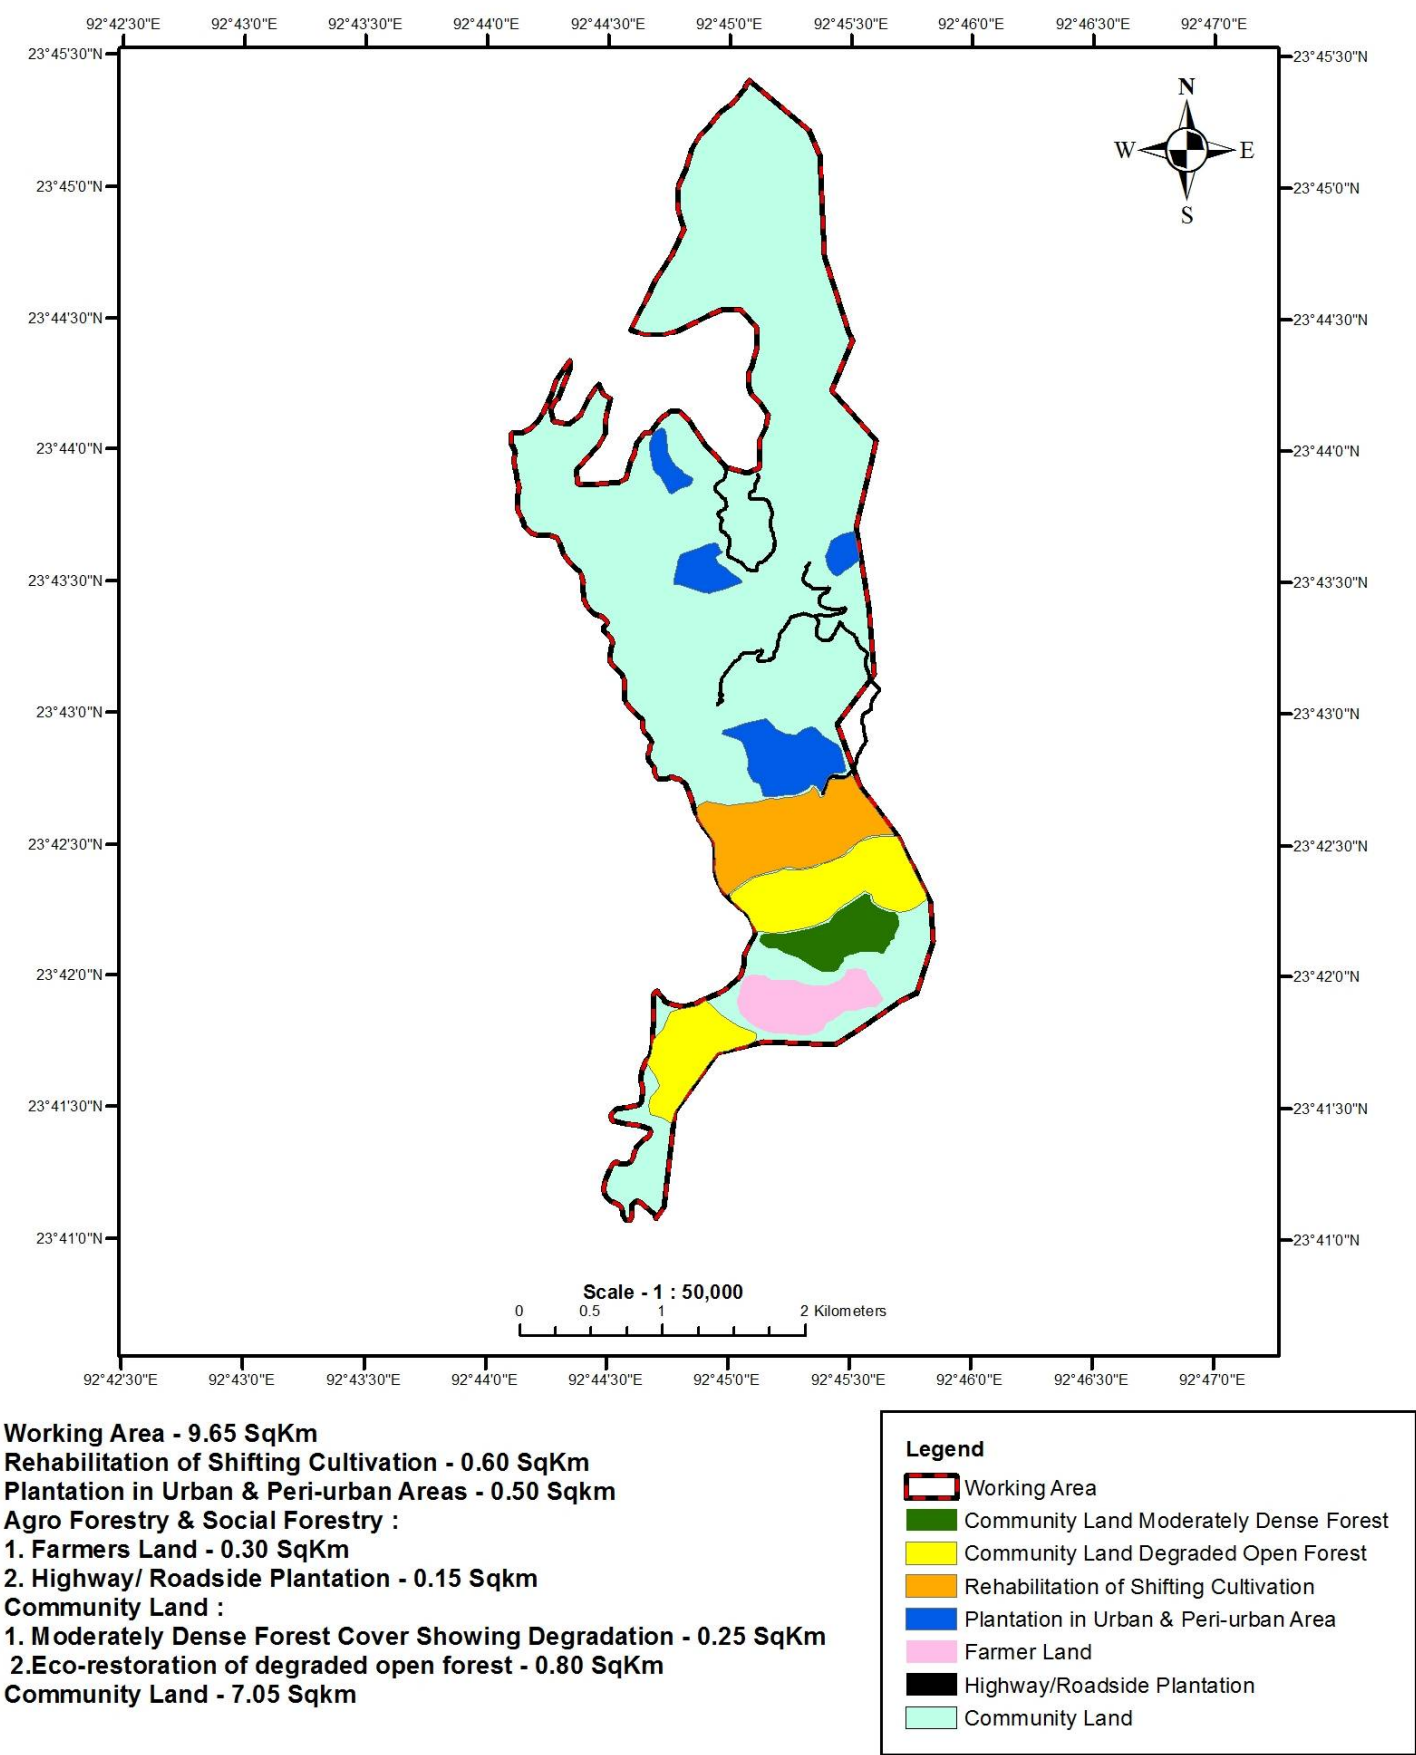 92°42'30"E 92°43'0"E 92°43'30"E 92°44'0"E 92°44'30"E 92°45'0"E 92°45'30"E 92°46'0"E 92°46'30"E 92°47'0"E
23°45'30"N 23°45'30"N
N
W E
S
23°45'0"N 23°45'0"N
23°44'30"N 23°44'30"N
23°44'0"N 23°44'0"N
23°43'30"N 23°43'30"N
23°43'0"N 23°43'0"N
23°42'30"N 23°42'30"N
23°42'0"N 23°42'0"N
23°41'30"N 23°41'30"N
23°41'0"N 23°41'0"N
Scale - 1 : 50,000
0 0.5 1 2 Kilometers
92°42'30"E 92°43'0"E 92°43'30"E 92°44'0"E 92°44'30"E 92°45'0"E 92°45'30"E 92°46'0"E 92°46'30"E 92°47'0"E
Working Area - 9.65 SqKm
Rehabilitation of Shifting Cultivation - 0.60 SqKm
Plantation in Urban & Peri-urban Areas - 0.50 Sqkm
Agro Forestry & Social Forestry :
1. Farmers Land - 0.30 SqKm
2. Highway/ Roadside Plantation - 0.15 Sqkm
Community Land :
1. Moderately Dense Forest Cover Showing Degradation - 0.25 SqKm
2.Eco-restoration of degraded open forest - 0.80 SqKm
Community Land - 7.05 Sqkm
Legend
Working Area
Community Land Moderately Dense Forest
Community Land Degraded Open Forest
Rehabilitation of Shifting Cultivation
Plantation in Urban & Peri-urban Area
Farmer Land
Highway/Roadside Plantation
Community Land